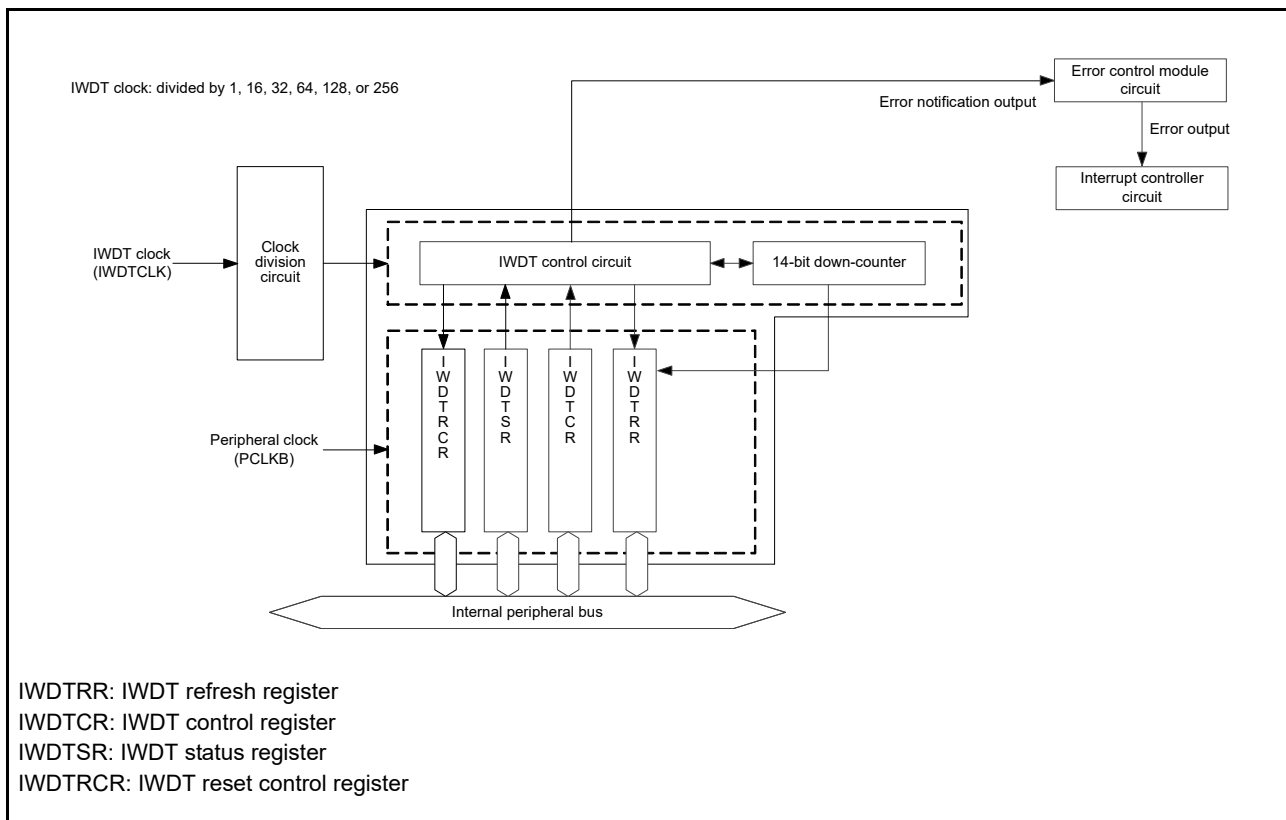 IWDT clock: divided by 1, 16, 32, 64, 128, or 256
Error control module
circuit
Error notification output
Error output
Interrupt controller
circuit
IWDT clock
(IWDTCLK)
Clock
division
circuit
IWDT control circuit
14-bit down-counter
IWDTRCR
IWDTSR
IWDTCR
IWDTRR
Peripheral clock
(PCLKB)
Internal peripheral bus
IWDTRR: IWDT refresh register
IWDTCR: IWDT control register
IWDTSR: IWDT status register
IWDTRCR: IWDT reset control register